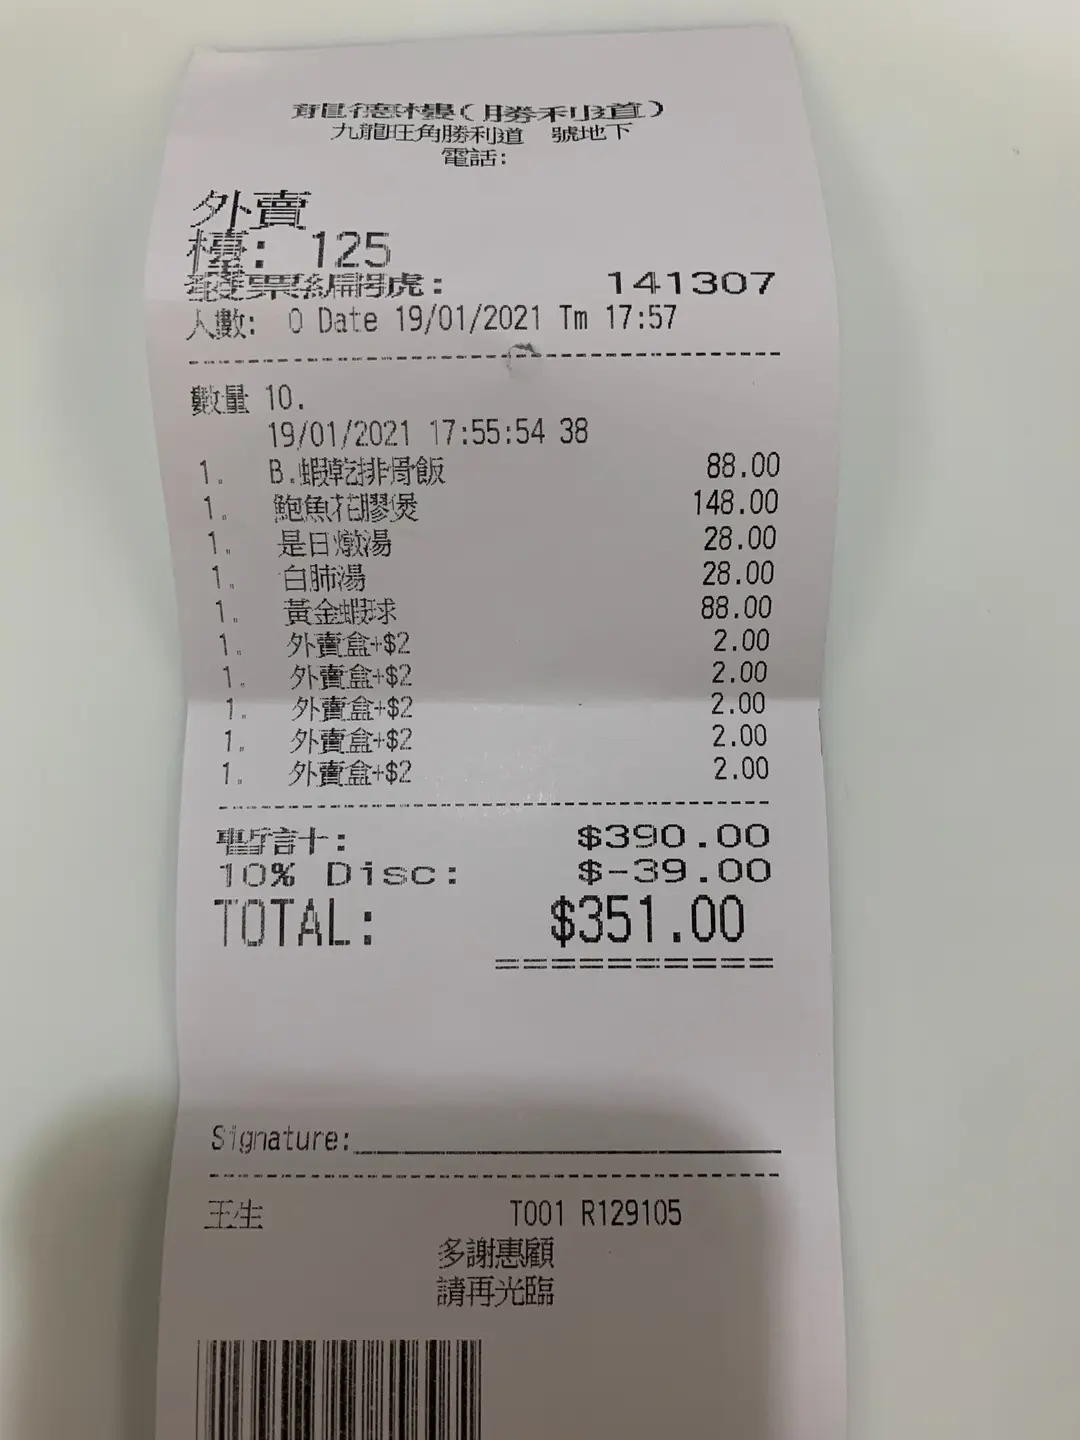 龍德樓(勝利道)
九龍旺角勝利道 號地下
電話:
外賣
檯: 125
發票編號: 141307
人數: 0 Date 19/01/2021 Tm 17:57
數量 10.
19/01/2021 17:55:54 38
1. B.蝦乾排骨飯 88.00
1. 鮑魚花膠煲 148.00
1. 是日燉湯 28.00
1. 白肺湯 28.00
1. 黃金蝦球 88.00
1. 外賣盒+$2 2.00
1. 外賣盒+$2 2.00
1. 外賣盒+$2 2.00
1. 外賣盒+$2 2.00
1. 外賣盒+$2 2.00
暫計: $390.00
10% Disc: $-39.00
TOTAL: $351.00
Signature:
王生 T001 R129105
多謝惠顧
請再光臨